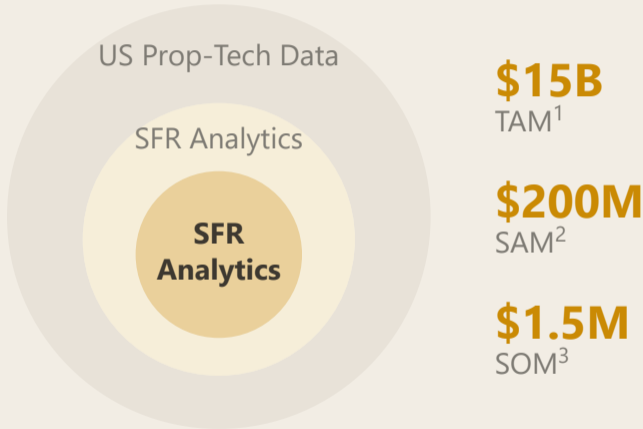 US Prop-Tech Data
SFR Analytics
SFR
Analytics
$15B
TAM¹
$200M
SAM²
$1.5M
SOM³